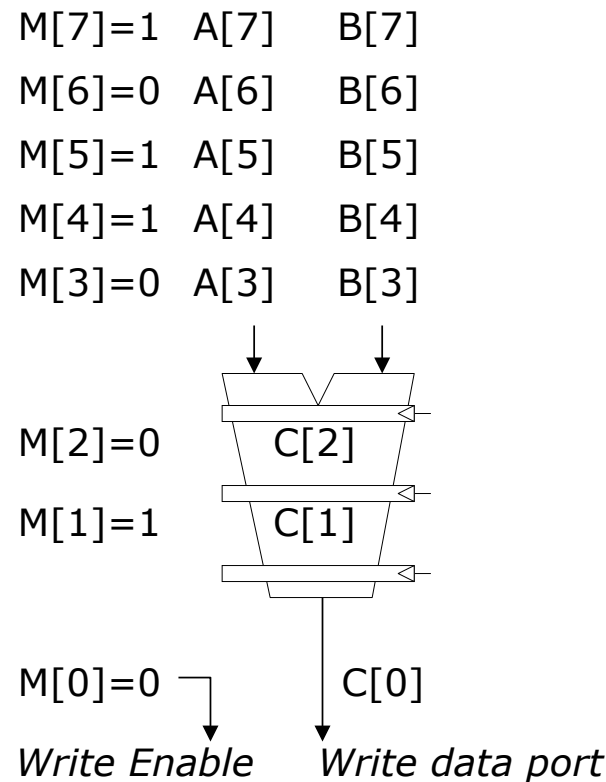 M[7]=1 A[7] B[7]
M[6]=0 A[6] B[6]
M[5]=1 A[5] B[5]
M[4]=1 A[4] B[4]
M[3]=0 A[3] B[3]
M[2]=0 C[2]
M[1]=1 C[1]
M[0]=0 C[0]
Write Enable Write data port